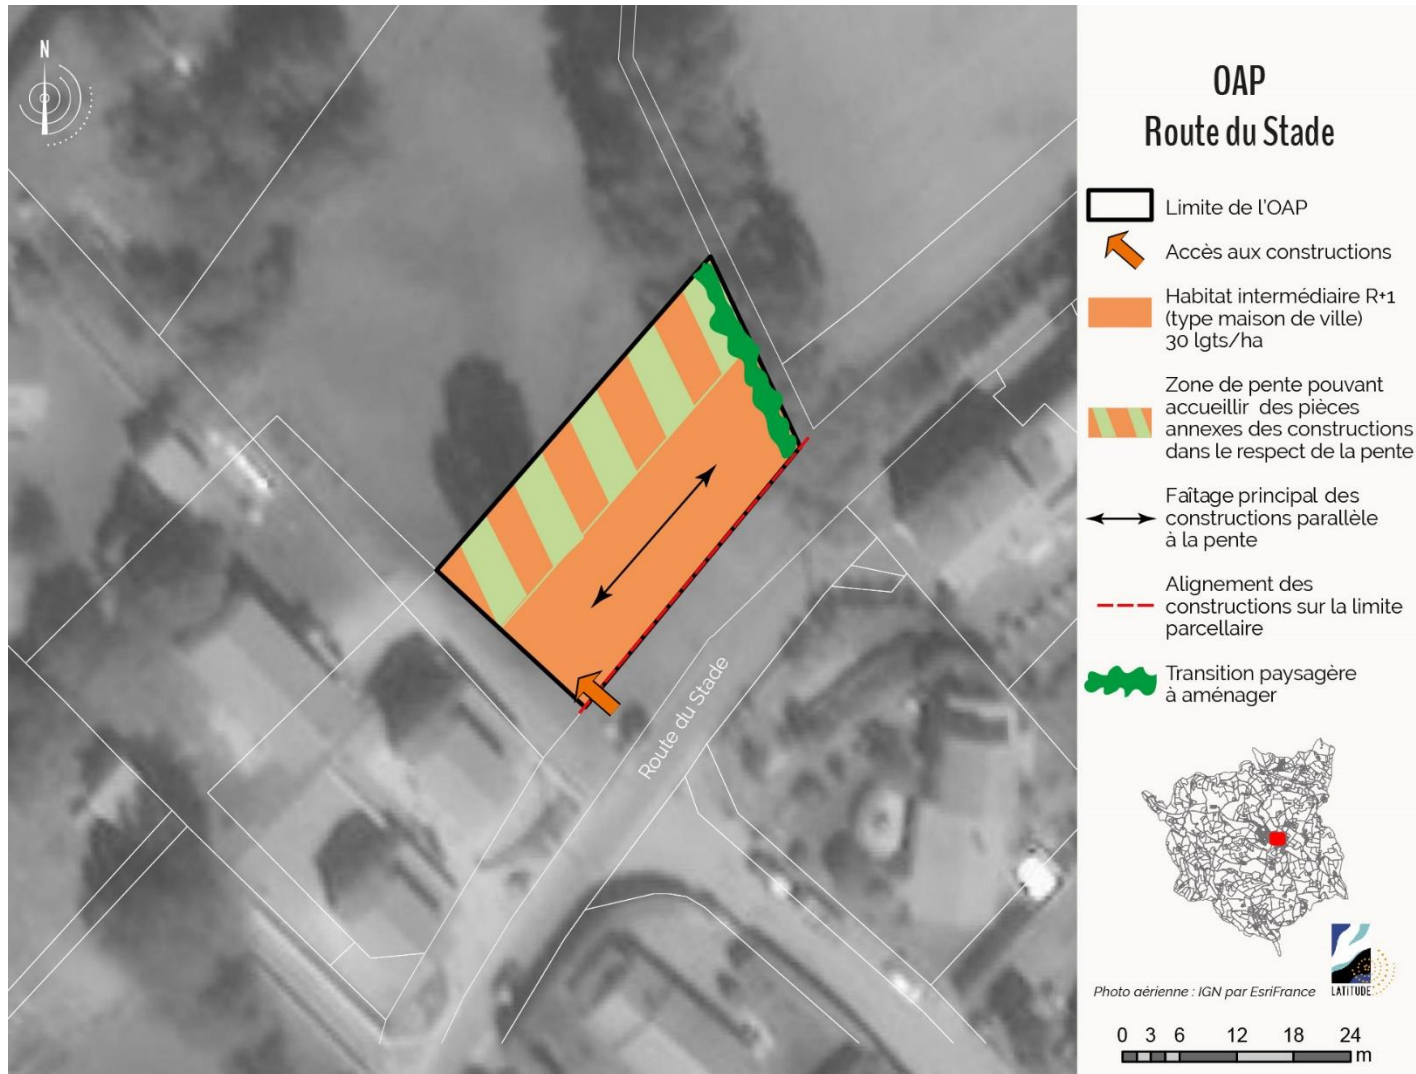 N
Route du Stade
OAP
Route du Stade
Limite de l'OAP
Accès aux constructions
Habitat intermédiaire R+1
(type maison de ville)
30 lgts/ha
Zone de pente pouvant
accueillir des pièces
annexes des constructions
dans le respect de la pente
Faîtage principal des
constructions parallèle
à la pente
Alignement des
constructions sur la limite
parcellaire
Transition paysagère
à aménager
LATITUDE
Photo aérienne : IGN par EsriFrance
0 3 6 12 18 24
m